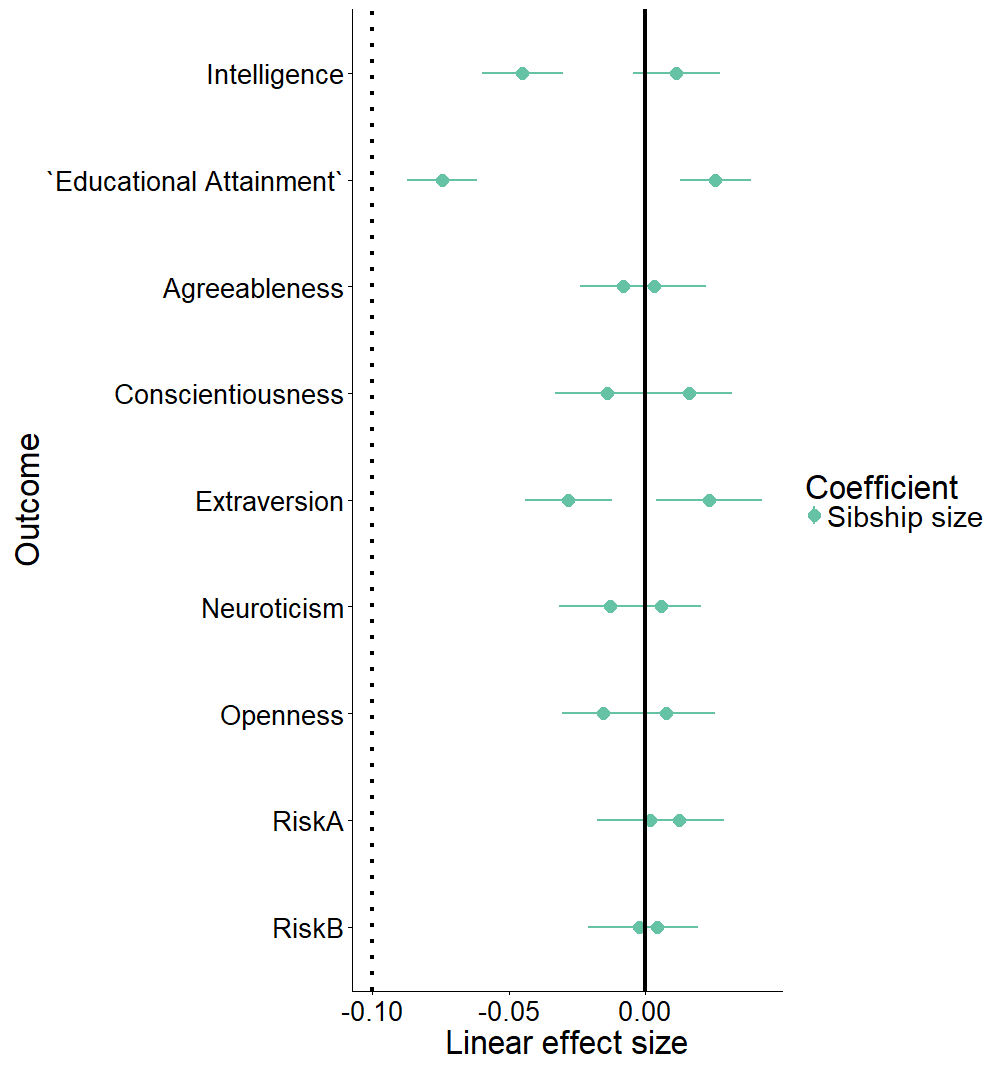 Intelligence
`Educational Attainment`
Agreeableness
Conscientiousness
Extraversion
Neuroticism
Openness
RiskA
RiskB
Outcome
-0.10
-0.05
0.00
Linear effect size
Coefficient
Sibship size